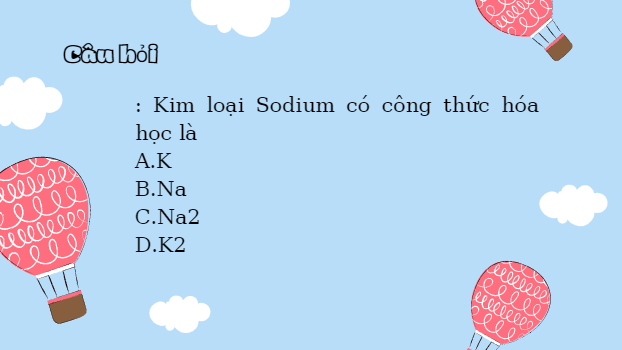 Câu hỏi
: Kim loại Sodium có công thức hóa
học là
A.K
B.Na
C.Na2
D.K2